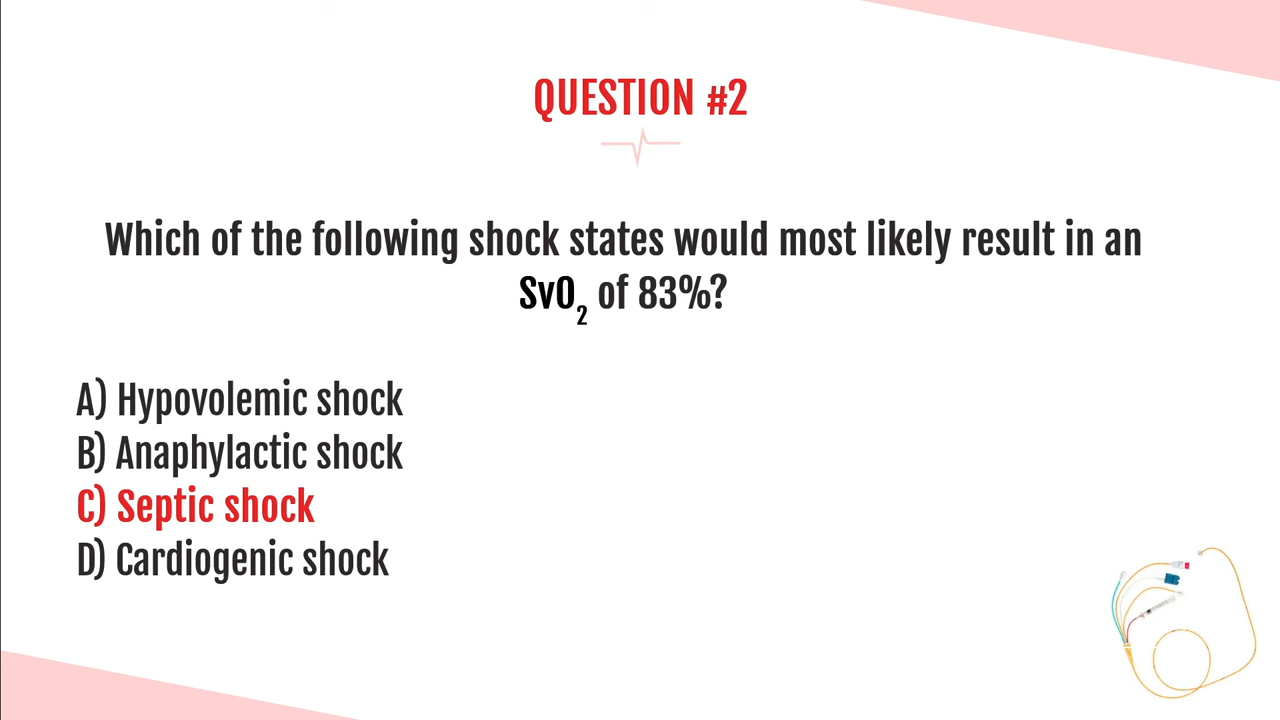 QUESTION #2
Which of the following shock states would most likely result in an
SvO₂ of 83%?
A) Hypovolemic shock
B) Anaphylactic shock
C) Septic shock
D) Cardiogenic shock